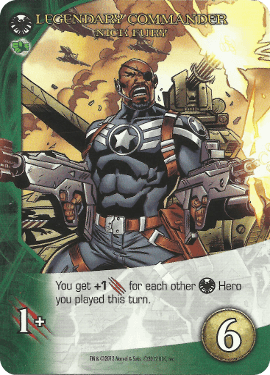 LEGENDARY COMMANDER
NICK FURY
You get +1 for each other Hero
you played this turn.
1+
6